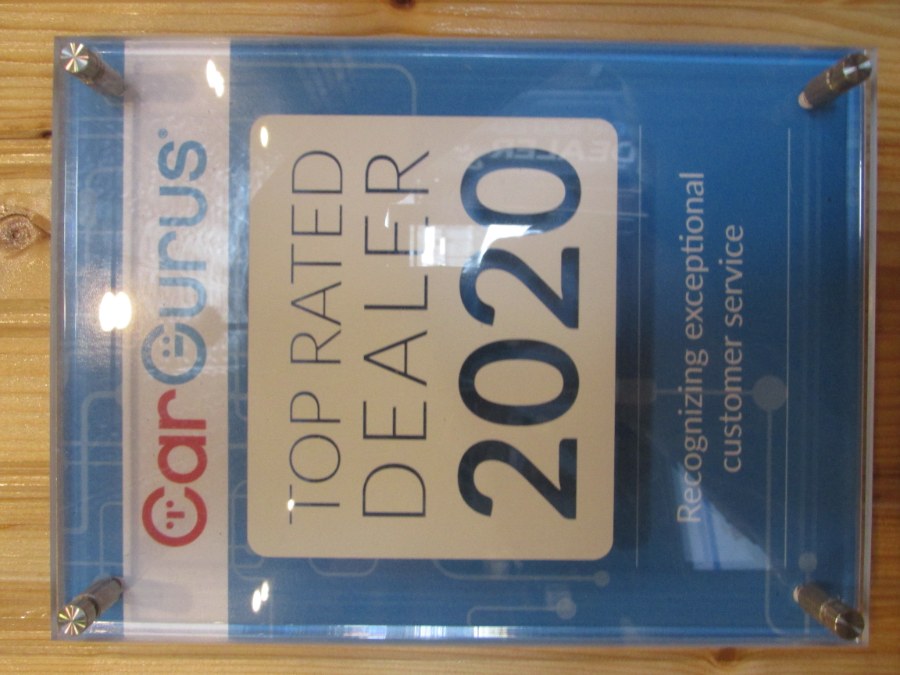 CarGurus®
TOP RATED
DEALER
2020
Recognizing exceptional
customer service